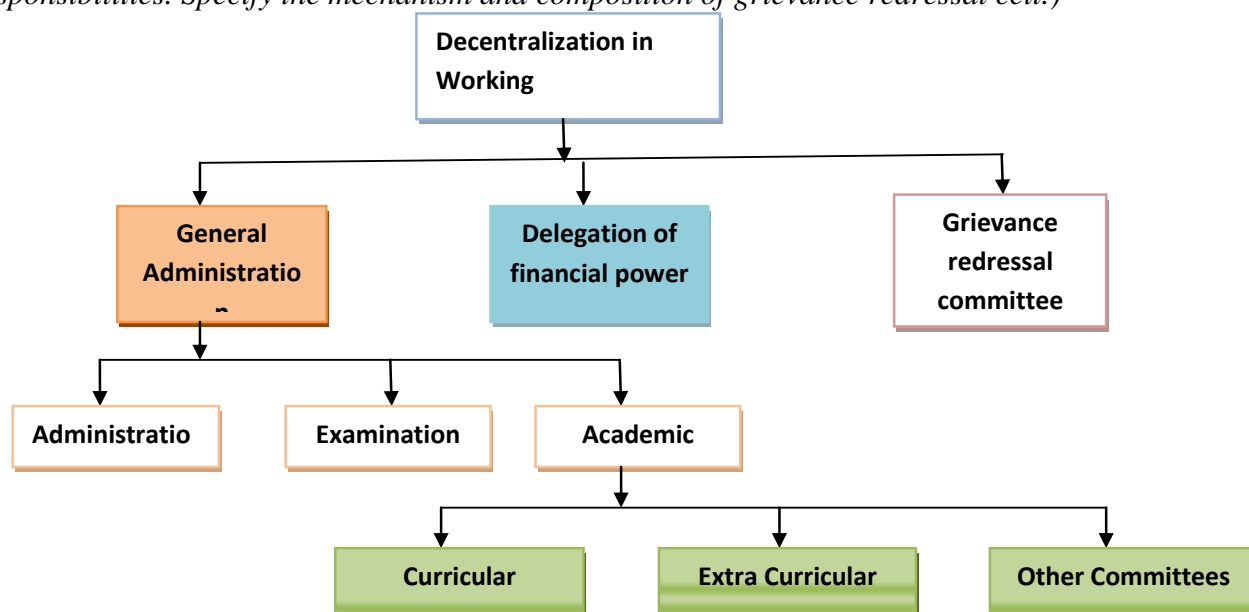 sponsibilities. Specify the mechanism and composition of grievance redressal cell.)
Decentralization in
Working
General
Administratio
n
Delegation of
financial power
Grievance
redressal
committee
Administratio
Examination
Academic
Curricular
Extra Curricular
Other Committees